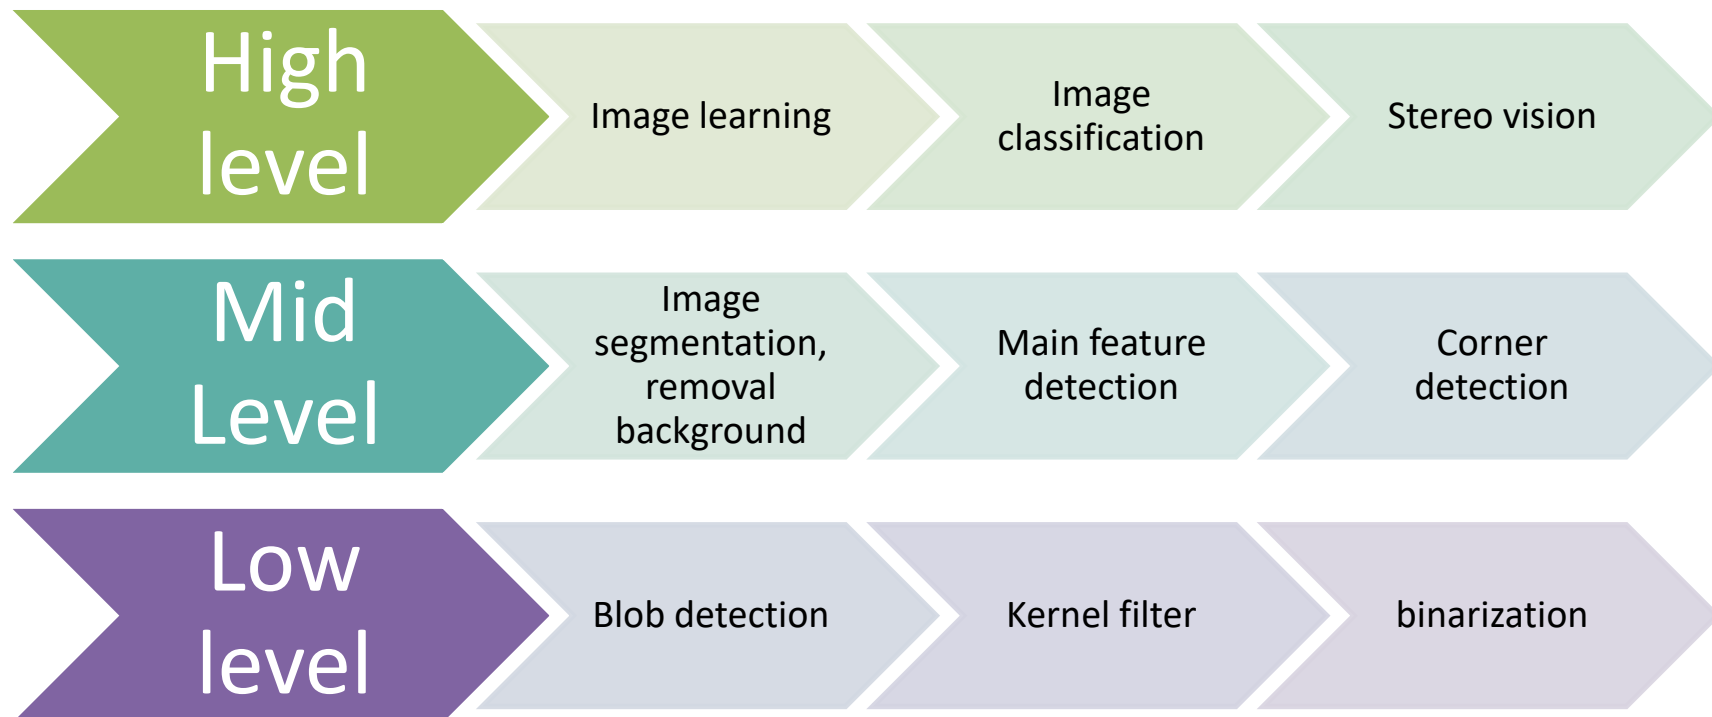 High
level
Image learning
Image
classification
Stereo vision
Mid
Level
Image
segmentation,
removal
background
Main feature
detection
Corner
detection
Low
level
Blob detection
Kernel filter
binarization